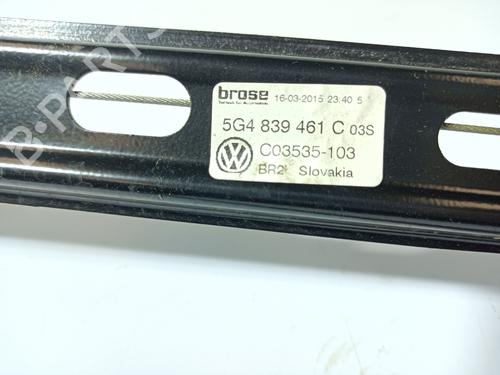 brose
16-03-2015 23:40 5
5G4 839 461 C 03S
C03535-103
BR2 Slovakia
B-PARTS